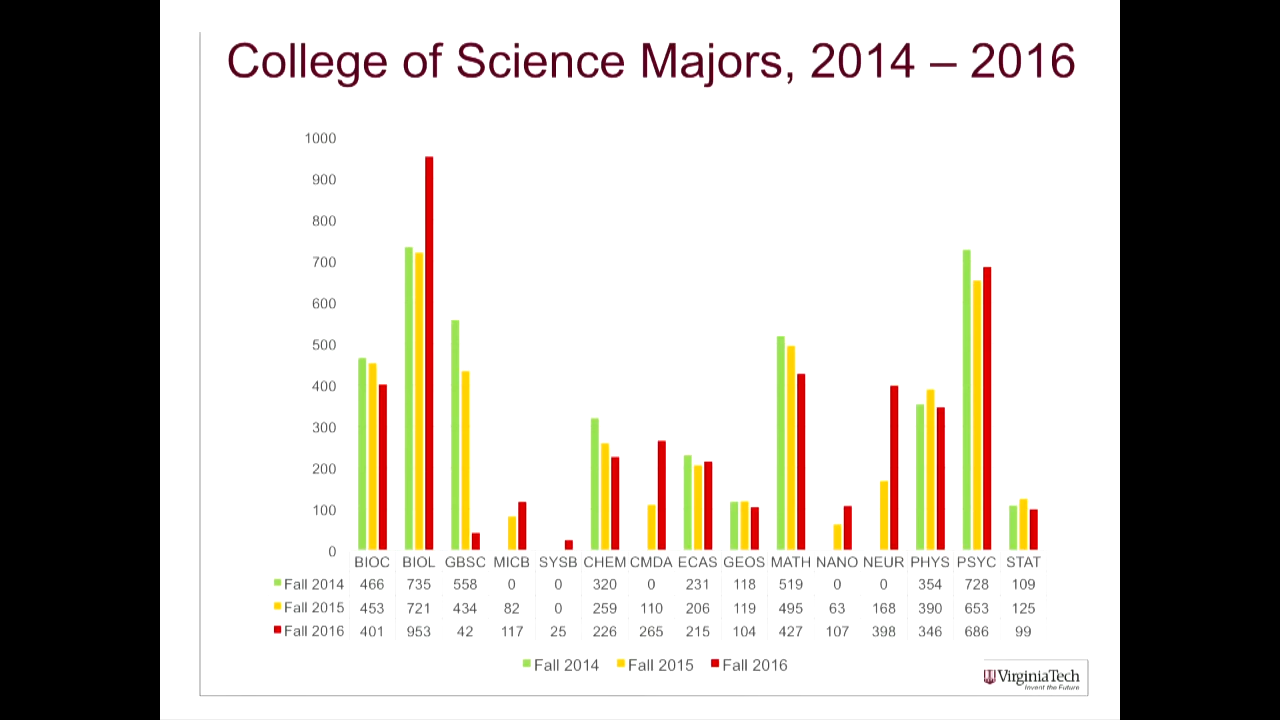 College of Science Majors, 2014 – 2016
1000
900
800
700
600
500
400
300
200
100
0
BIOC BIOL GBSC MICB SYSB CHEM CMDA ECAS GEOS MATH NANO NEUR PHYS PSYC STAT
Fall 2014 466 735 558 0 0 320 0 231 118 519 0 0 354 728 109
Fall 2015 453 721 434 82 0 259 110 206 119 495 63 168 390 653 125
Fall 2016 401 953 42 117 25 226 265 215 104 427 107 398 346 686 99
Fall 2014 Fall 2015 Fall 2016
VirginiaTech
Invent the Future